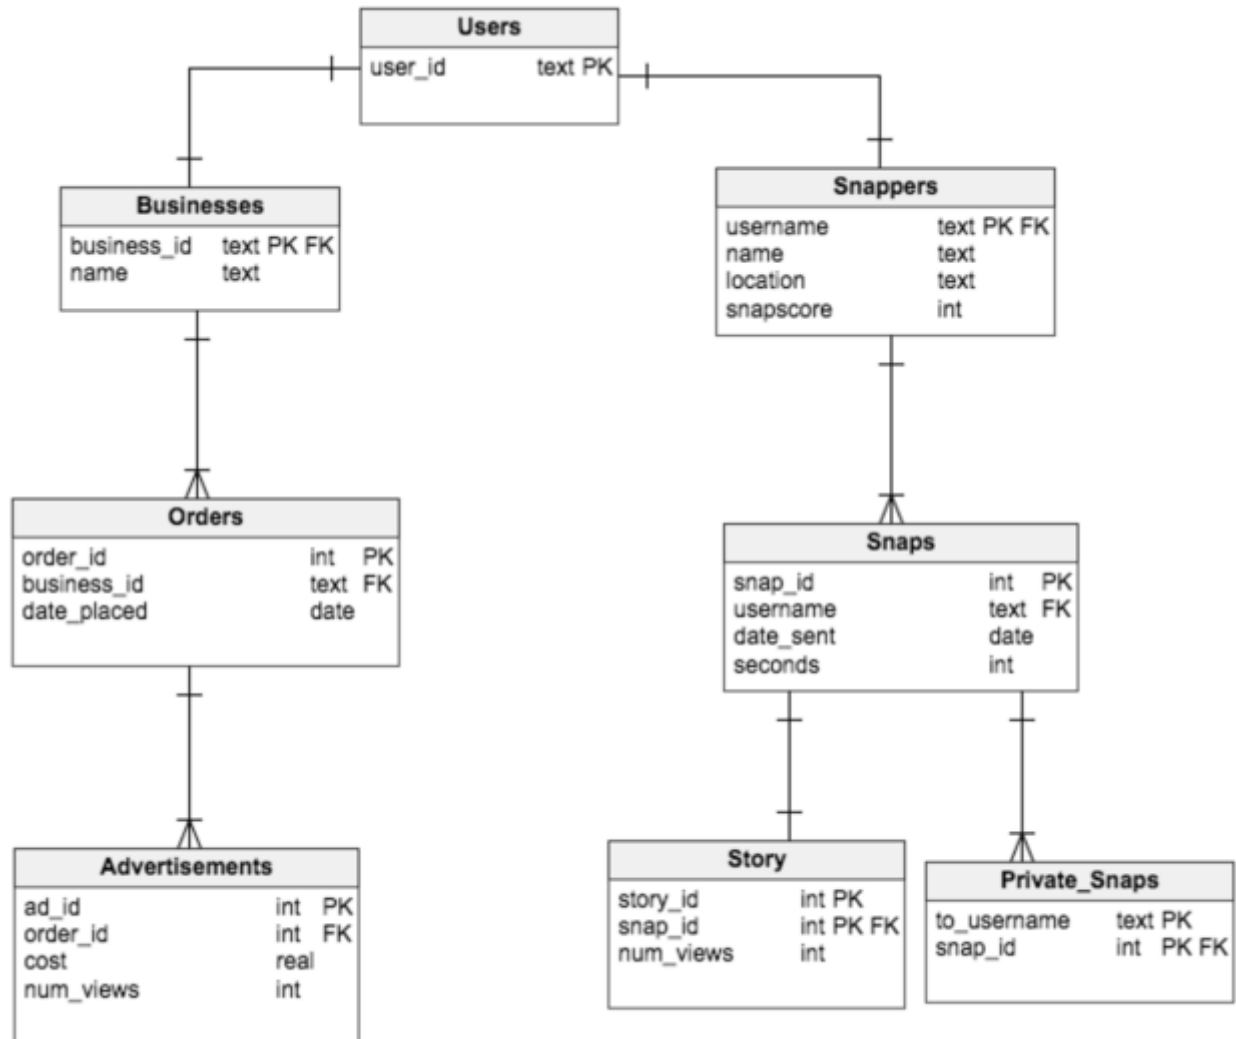 Users
user_id text PK
Businesses
business_id text PK FK
name text
Snappers
username text PK FK
name text
location text
snapscore int
Orders
order_id int PK
business_id text FK
date_placed date
Snaps
snap_id int PK
username text FK
date_sent date
seconds int
Advertisements
ad_id int PK
order_id int FK
cost real
num_views int
Story
story_id int PK
snap_id int PK FK
num_views int
Private_Snaps
to_username text PK
snap_id int PK FK